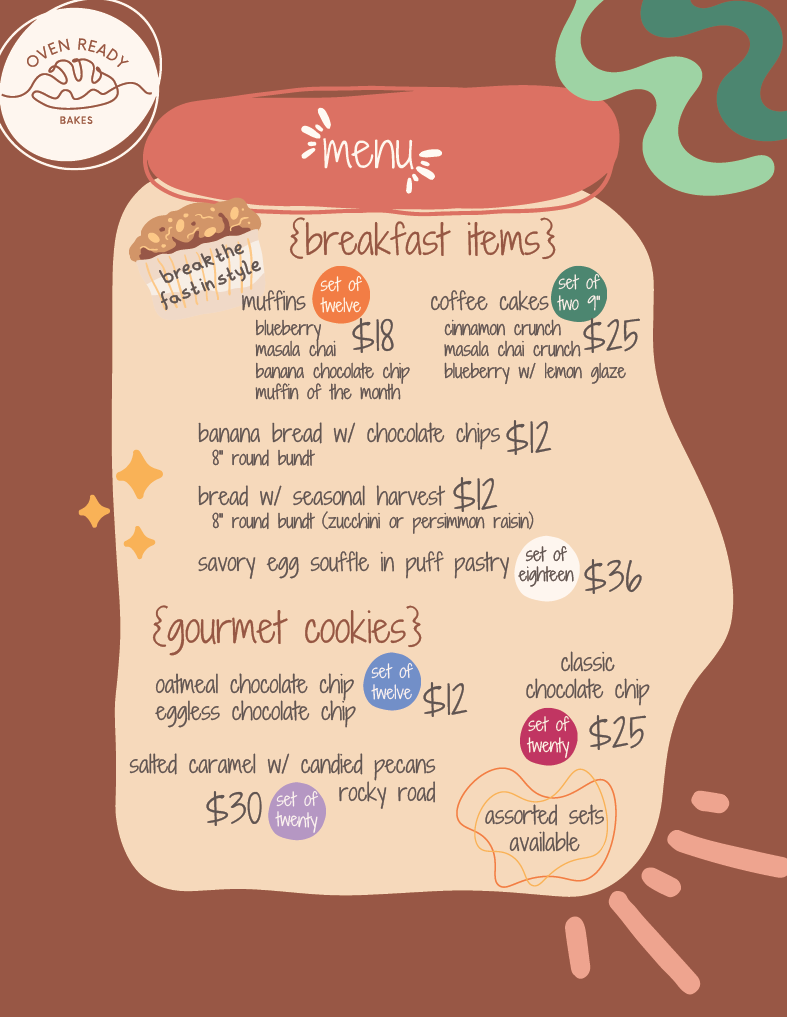 OVEN READY
BAKES
menu
break the
fast in style
{breakfast items}
muffins
set of
twelve
blueberry
$18
masala chai
banana chocolate chip
muffin of the month
coffee cakes
set of
two 9"
cinnamon crunch
$25
masala chai crunch
blueberry w/ lemon glaze
banana bread w/ chocolate chips $12
8" round bundt
bread w/ seasonal harvest $12
8" round bundt (zucchini or persimmon raisin)
savory egg souffle in puff pastry
set of
eighteen
$36
{gourmet cookies}
oatmeal chocolate chip
eggless chocolate chip
set of
twelve
$12
classic
chocolate chip
set of
twenty
$25
salted caramel w/ candied pecans
rocky road
$30
set of
twenty
assorted sets
available